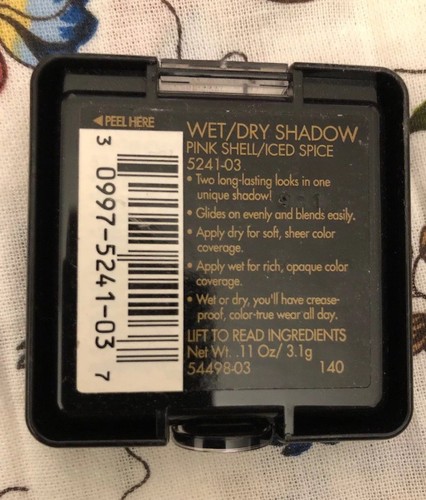 ◄ PEEL HERE
3 0997-5241-03 7
WET/DRY SHADOW
PINK SHELL/ICED SPICE
5241-03
• Two long-lasting looks in one
unique shadow!
• Glides on evenly and blends easily.
• Apply dry for soft, sheer color
coverage.
• Apply wet for rich, opaque color
coverage.
• Wet or dry, you'll have crease-
proof, color-true wear all day.
LIFT TO READ INGREDIENTS
Net Wt. .11 Oz/ 3.1g
54498-03 140